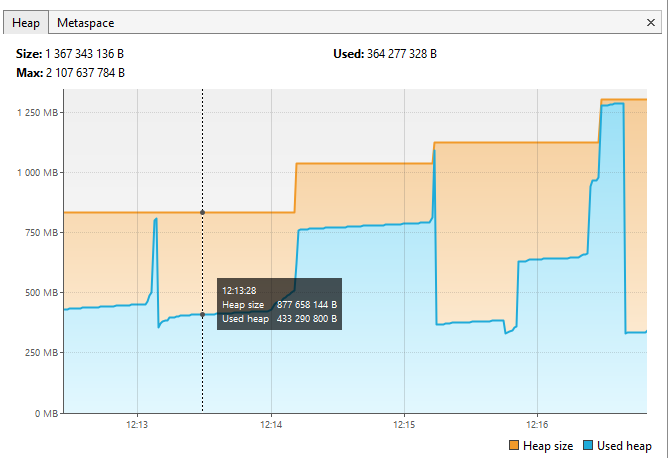 Heap Metaspace ×
Size: 1 367 343 136 B Used: 364 277 328 B
Max: 2 107 637 784 B
1 250 MB
1 000 MB
750 MB
500 MB
250 MB
0 MB
12:13:28
Heap size 877 658 144 B
Used heap 433 290 800 B
12:13 12:14 12:15 12:16
Heap size Used heap